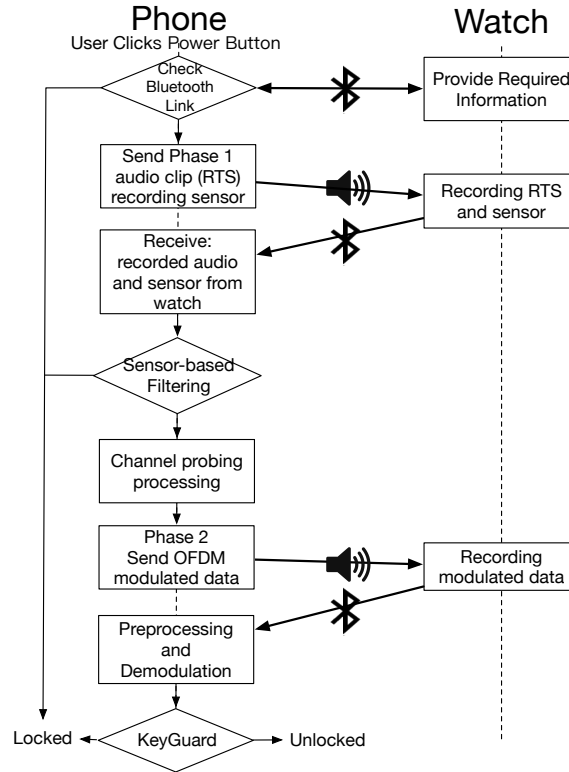 Phone
Watch
User Clicks Power Button
Check
Bluetooth
Link
Provide Required
Information
Send Phase 1
audio clip (RTS)
recording sensor
Recording RTS
and sensor
Receive:
recorded audio
and sensor from
watch
Sensor-based
Filtering
Channel probing
processing
Phase 2
Send OFDM
modulated data
Recording
modulated data
Preprocessing
and
Demodulation
Locked
KeyGuard
Unlocked